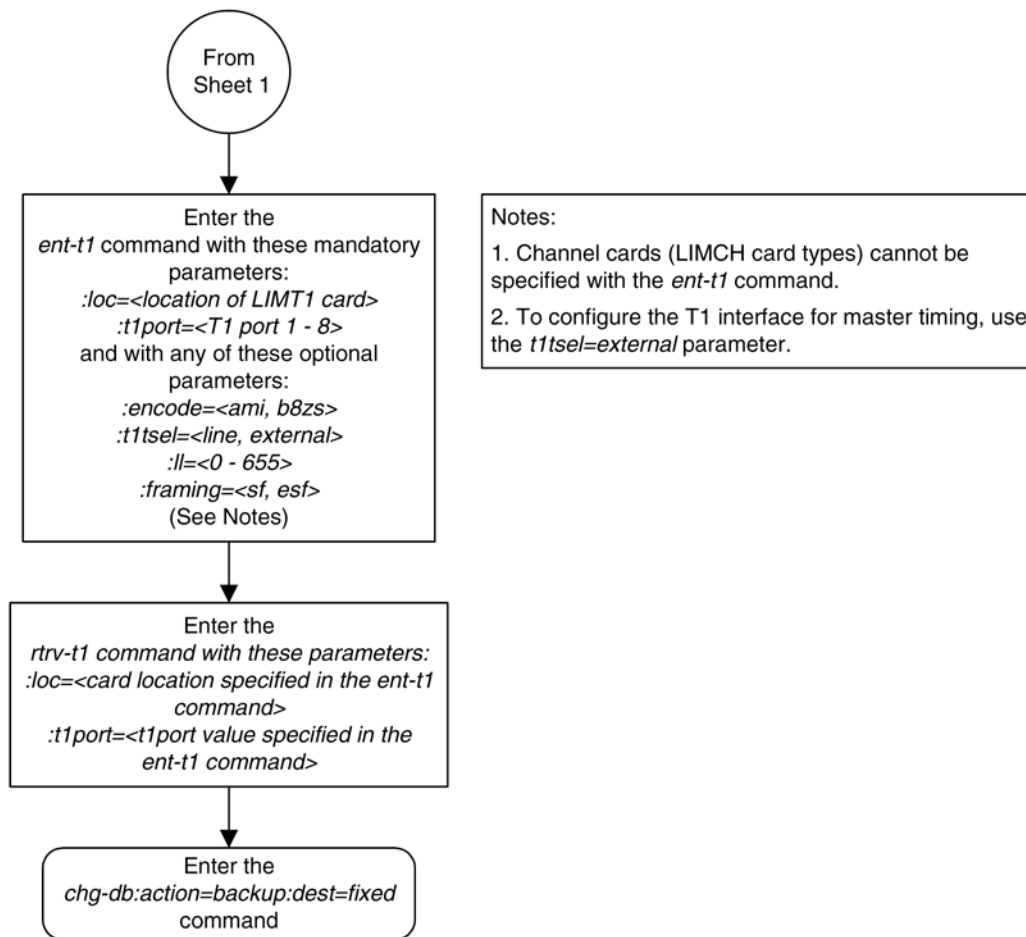 From
Sheet 1
Enter the
ent-t1 command with these mandatory
parameters:
:loc=<location of LIMT1 card>
:t1port=<T1 port 1 - 8>
and with any of these optional
parameters:
:encode=<ami, b8zs>
:t1tsel=<line, external>
:ll=<0 - 655>
:framing=<sf, esf>
(See Notes)
Notes:
1. Channel cards (LIMCH card types) cannot be
specified with the ent-t1 command.
2. To configure the T1 interface for master timing, use
the t1tsel=external parameter.
Enter the
rtrv-t1 command with these parameters:
:loc=<card location specified in the ent-t1
command>
:t1port=<t1port value specified in the
ent-t1 command>
Enter the
chg-db:action=backup:dest=fixed
command